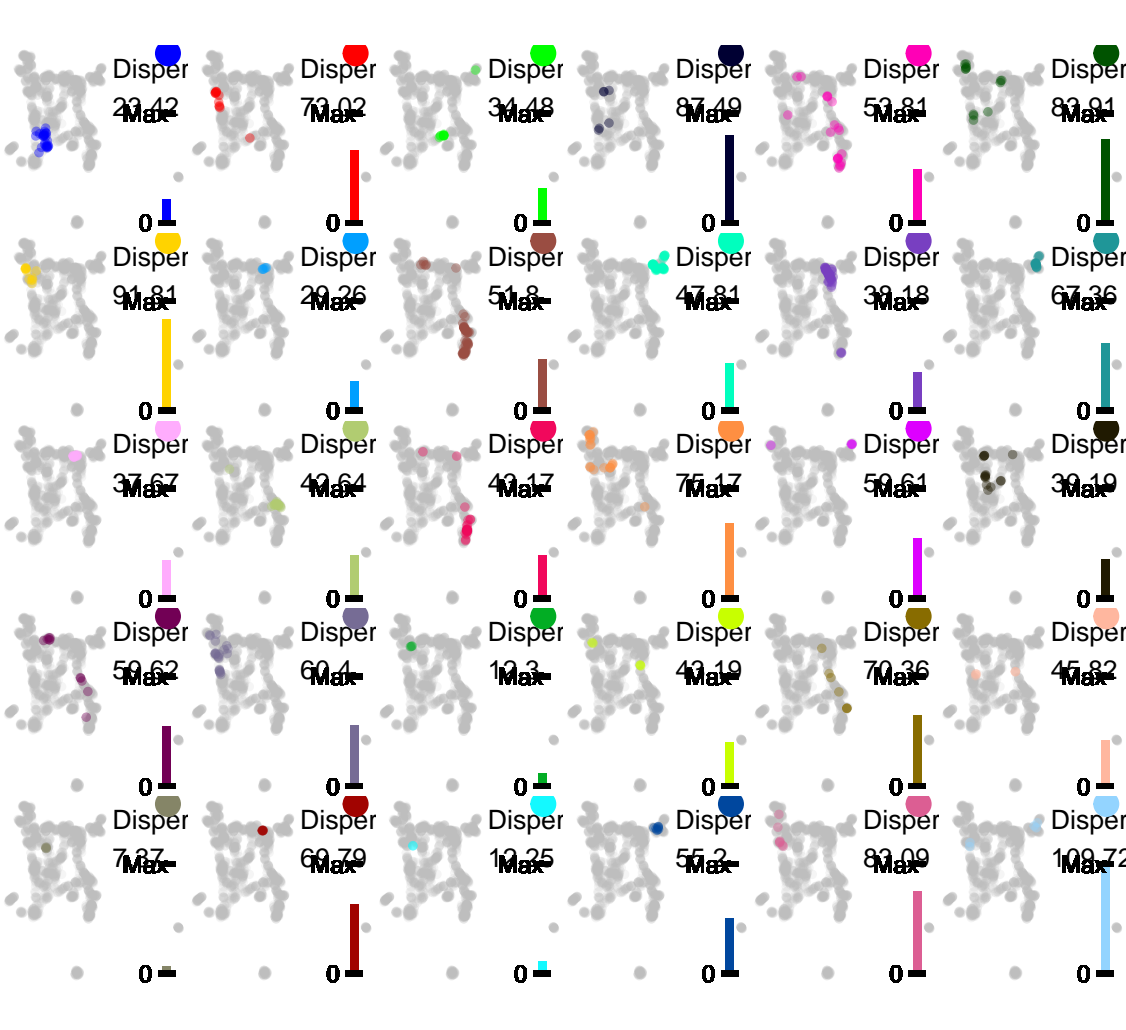 Disper Disper Disper Disper Disper Disper
23.42 73.02 34.48 87.49 53.81 83.91
Max Max Max Max Max Max
0 0 0 0 0 0
Disper Disper Disper Disper Disper Disper
91.81 29.26 51.8 47.81 38.18 67.36
Max Max Max Max Max Max
0 0 0 0 0 0
Disper Disper Disper Disper Disper Disper
37.67 42.64 43.17 75.17 59.61 39.19
Max Max Max Max Max Max
0 0 0 0 0 0
Disper Disper Disper Disper Disper Disper
59.62 60.4 12.3 43.19 70.36 45.82
Max Max Max Max Max Max
0 0 0 0 0 0
Disper Disper Disper Disper Disper Disper
7.37 69.79 12.25 55.2 83.09 109.72
Max Max Max Max Max Max
0 0 0 0 0 0